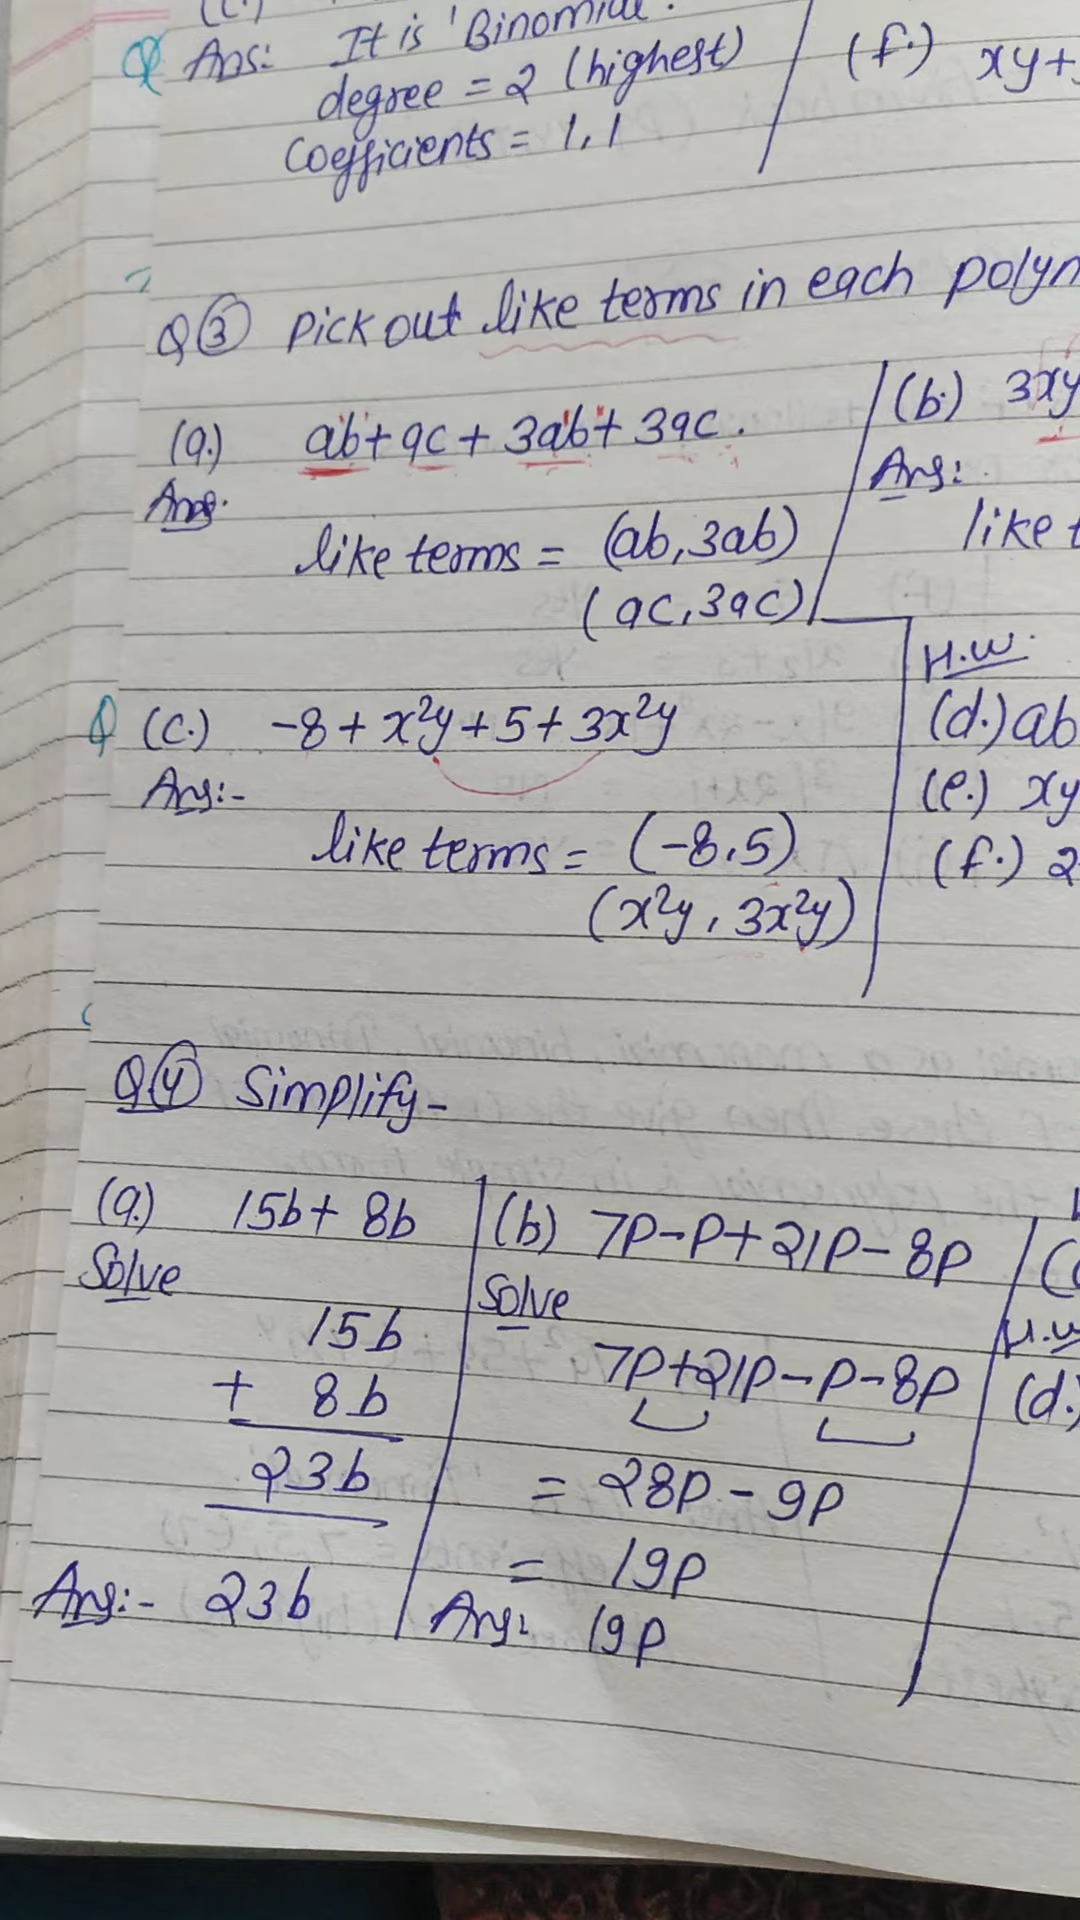 Ans: It is 'Binomial'.
degree = 2 (highest)
Coefficients = 1, 1
(f.) xy+
Q③ Pick out like terms in each polyn
(a.) ab + ac + 3ab + 3ac.
Ans.
like terms = (ab, 3ab)
(ac, 3ac)
(b.) 3xy
Ans:
like t
(c.) -8 + x²y + 5 + 3x²y
Ans:-
like terms = (-8, 5)
(x²y, 3x²y)
H.W.
(d.) ab
(e.) xy
(f.) 2
Q④ Simplify-
(a.) 15b + 8b
Solve
15b
+ 8b
23b
Ans:- 23b
(b) 7p-p+21p-8p
Solve
7p+21p-p-8p
= 28p - 9p
= 19p
Ans: 19p
H.W
(d.)